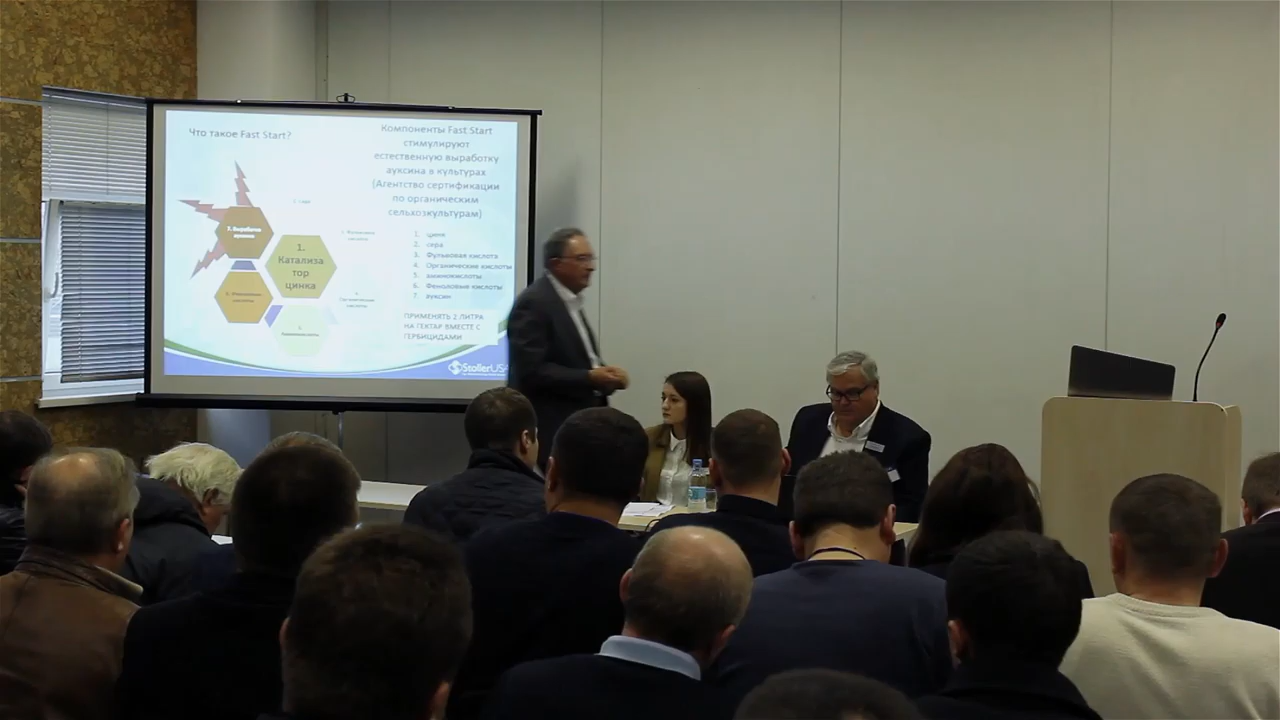 Что такое Fast Start?
Компоненты Fast Start
стимулируют
естественную выработку
ауксина в культурах
(Агентство сертификации
по органическим
сельхозкультурам)
1. цинк
2. сера
3. Фульвовая кислота
4. Органические кислоты
5. аминокислоты
6. Феноловые кислоты
7. ауксин
ПРИМЕНЯТЬ 2 ЛИТРА
НА ГЕКТАР ВМЕСТЕ С
ГЕРБИЦИДАМИ
1.
Катализа
тор
цинка
StollerUSA